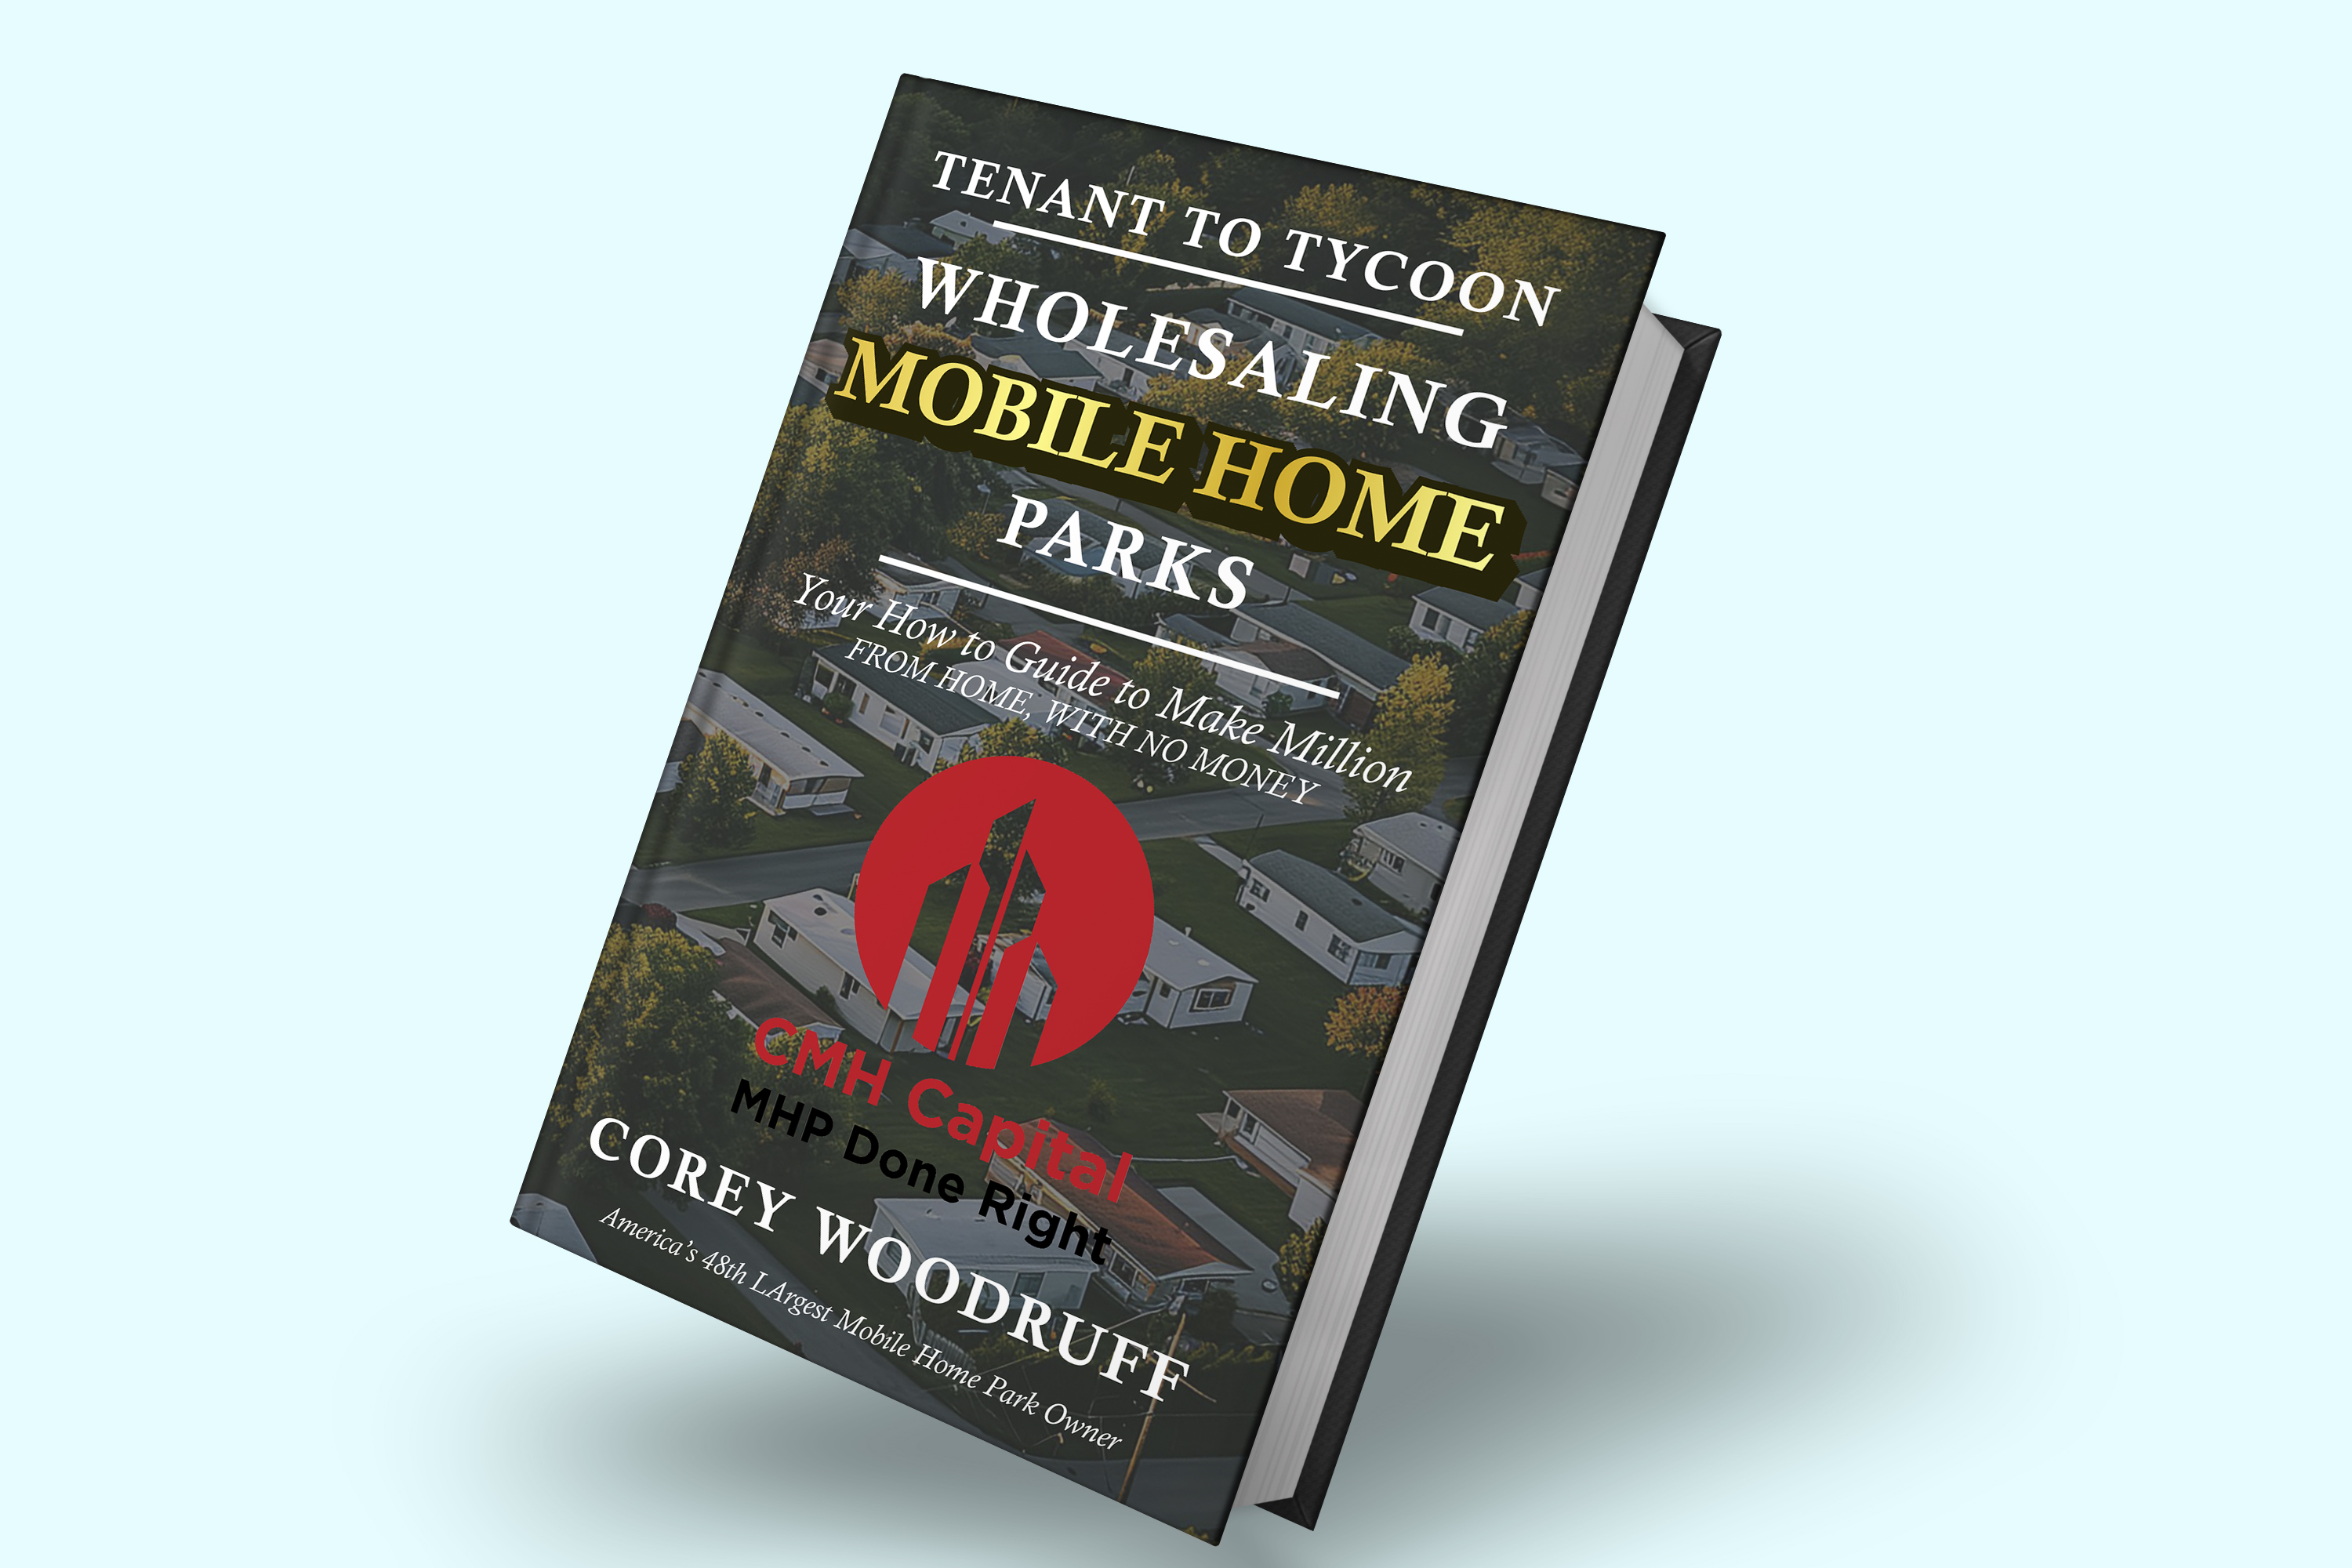 TENANT TO TYCOON
WHOLESALING
MOBILE HOME
PARKS
Your How to Guide to Make Million
FROM HOME, WITH NO MONEY
CMH Capital
MHP Done Right
COREY WOODRUFF
America's 48th LArgest Mobile Home Park Owner